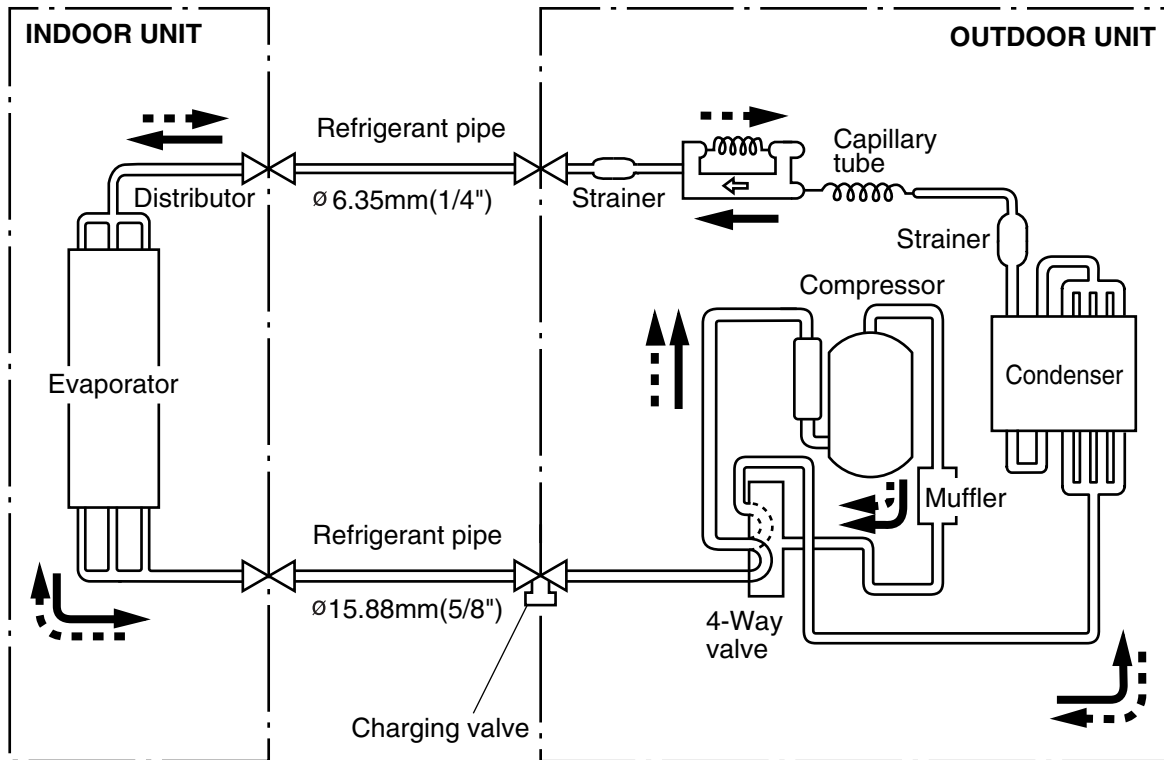 INDOOR UNIT
OUTDOOR UNIT
Refrigerant pipe
Capillary
tube
Distributor
ø 6.35mm(1/4")
Strainer
Strainer
Compressor
Evaporator
Condenser
Muffler
Refrigerant pipe
ø15.88mm(5/8")
4-Way
valve
Charging valve